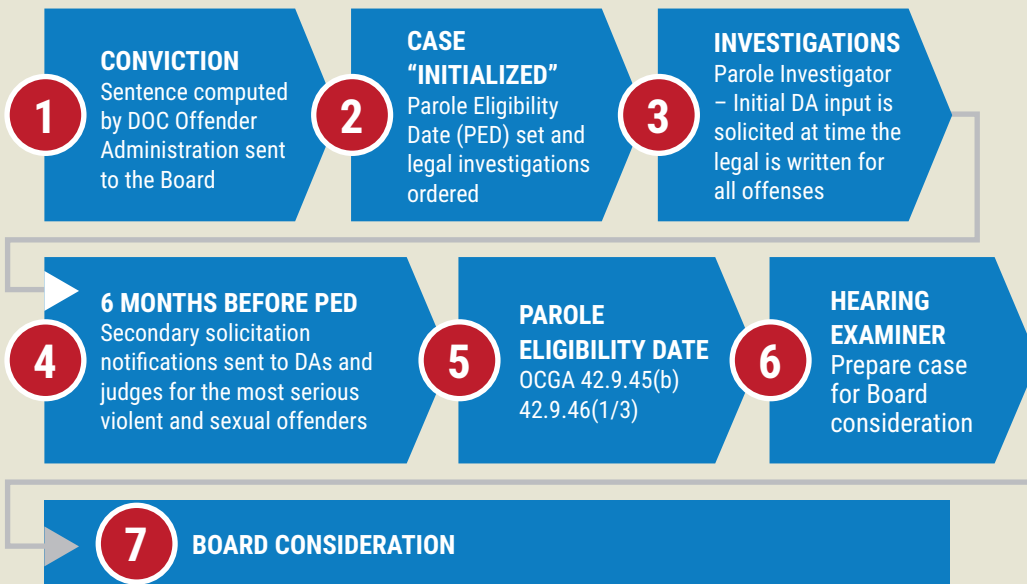 1
CONVICTION
Sentence computed
by DOC Offender
Administration sent
to the Board
2
CASE
“INITIALIZED”
Parole Eligibility
Date (PED) set and
legal investigations
ordered
3
INVESTIGATIONS
Parole Investigator
– Initial DA input is
solicited at time the
legal is written for
all offenses
4
6 MONTHS BEFORE PED
Secondary solicitation
notifications sent to DAs and
judges for the most serious
violent and sexual offenders
5
PAROLE
ELIGIBILITY DATE
OCGA 42.9.45(b)
42.9.46(1/3)
6
HEARING
EXAMINER
Prepare case
for Board
consideration
7
BOARD CONSIDERATION